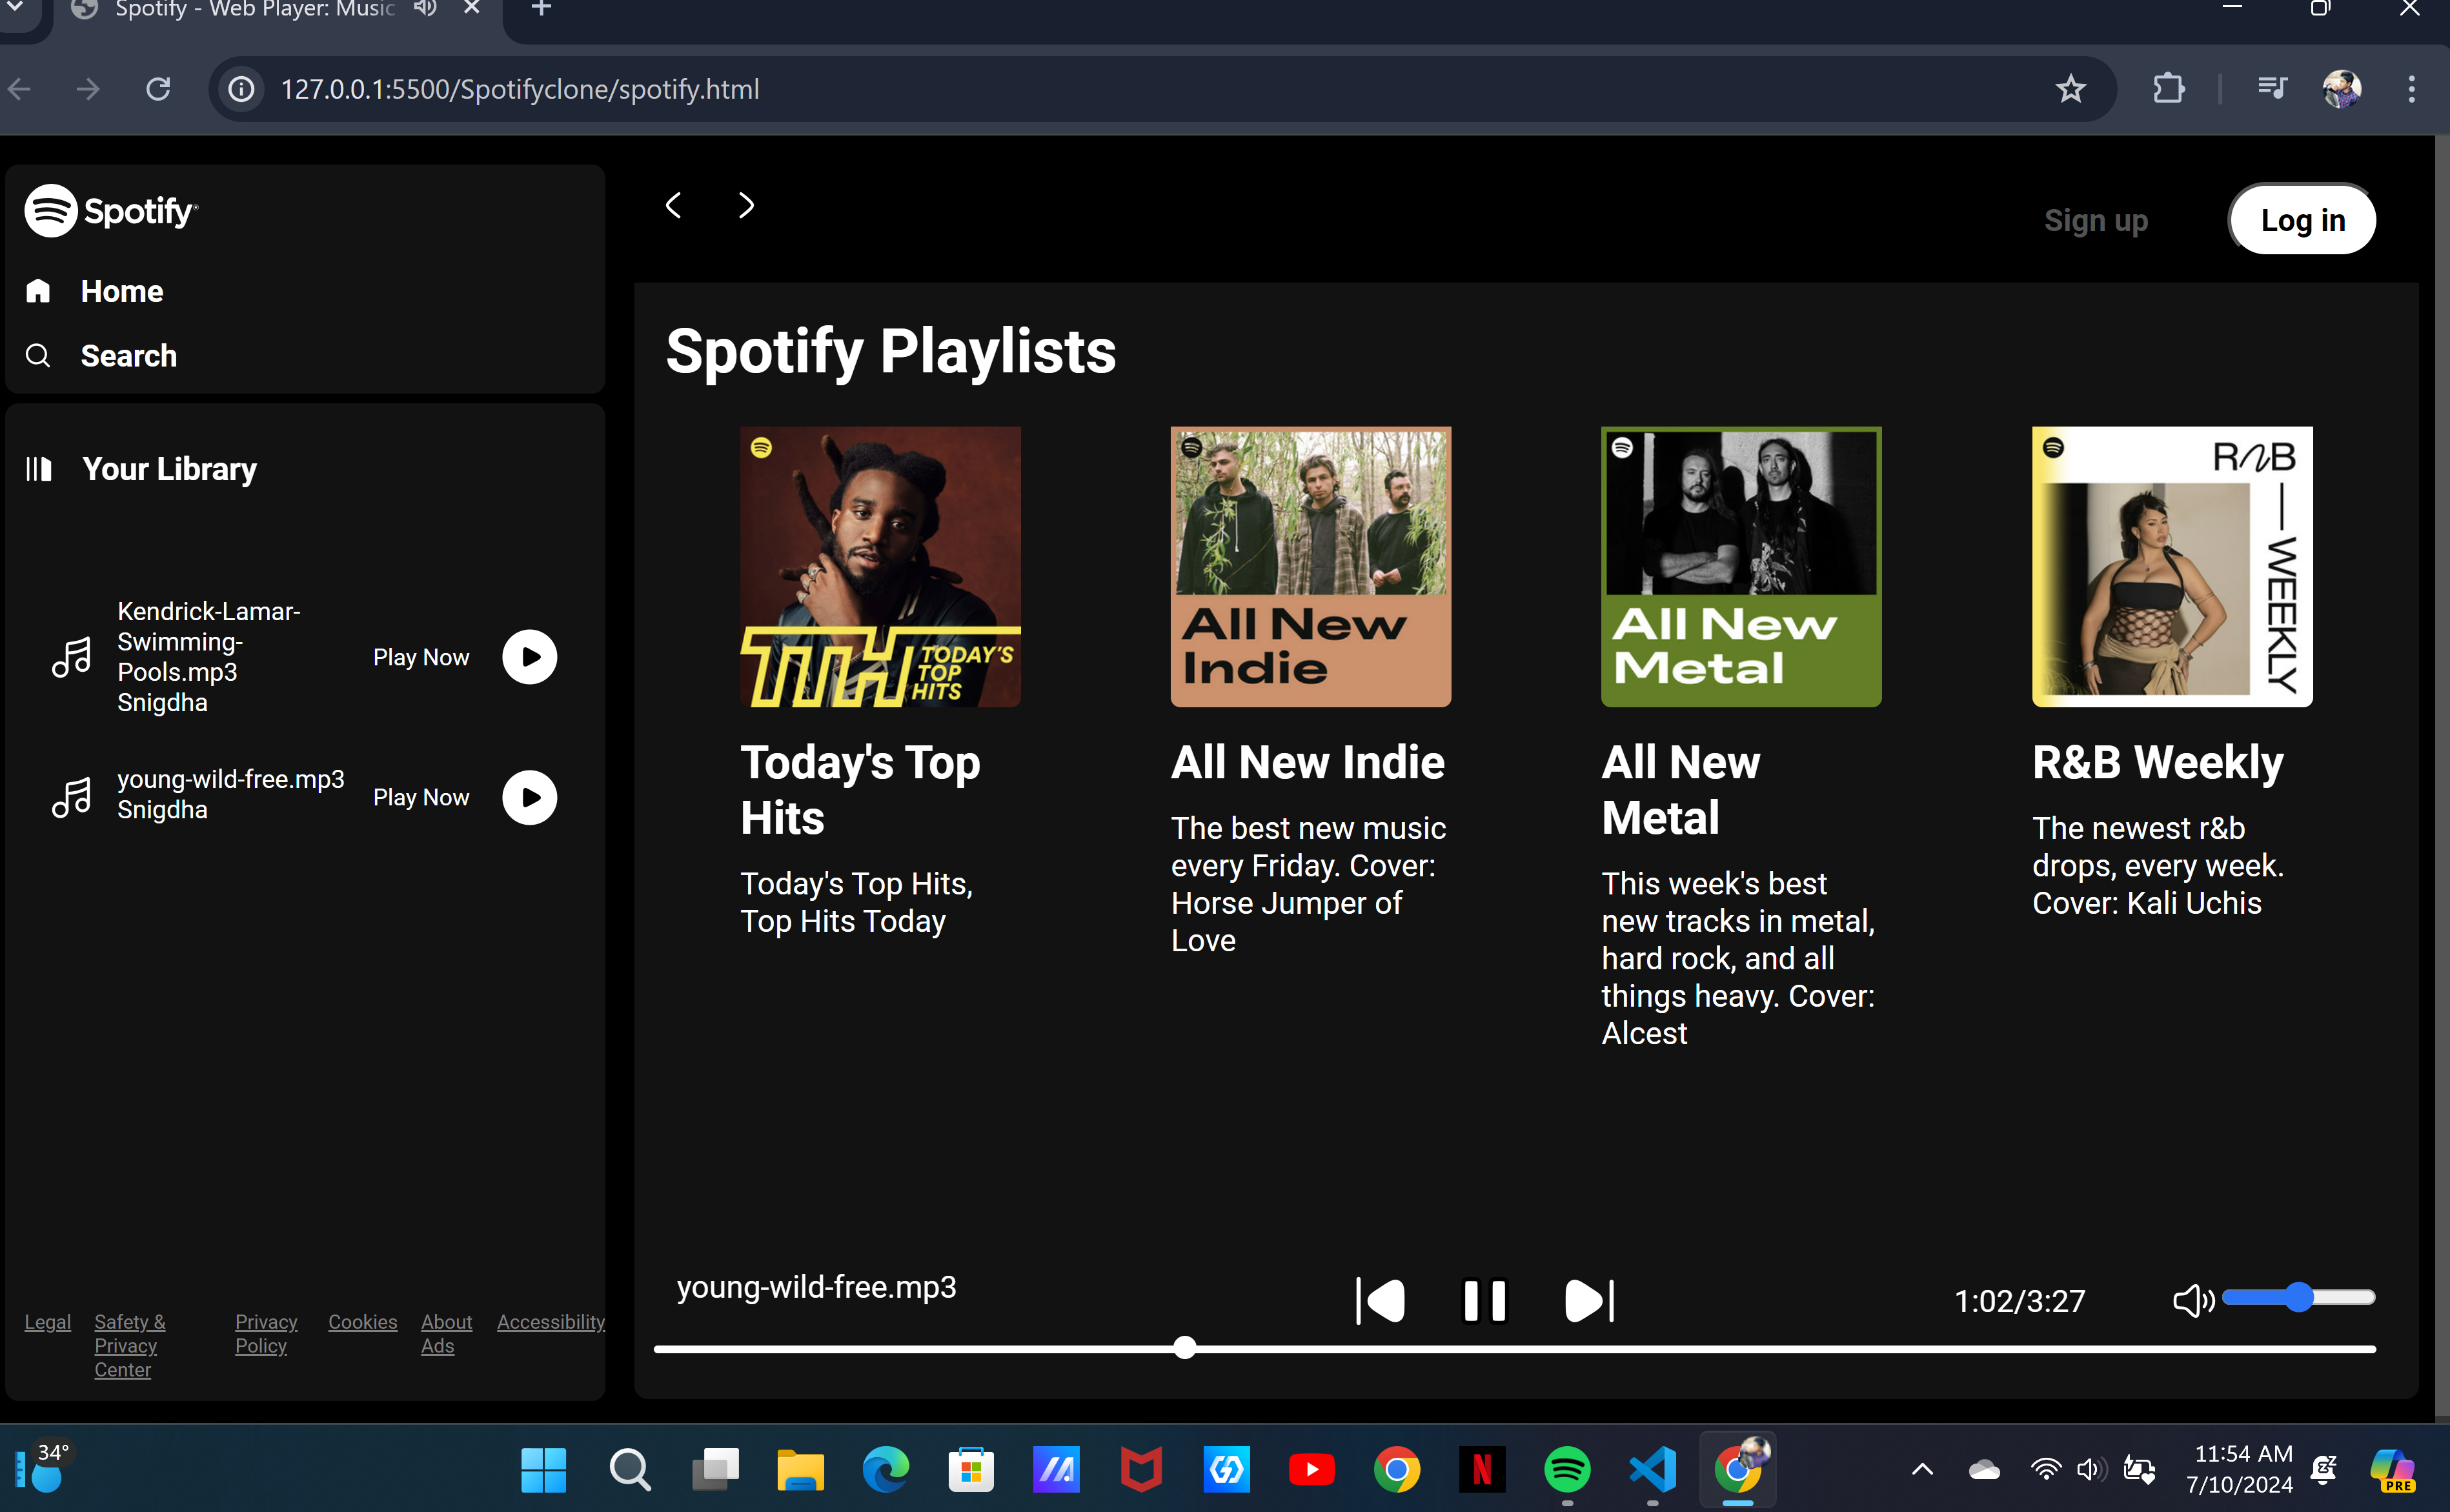 Spotify - Web Player: Music
127.0.0.1:5500/Spotifyclone/spotify.html
Spotify®
Home
Search
Your Library
Kendrick-Lamar-
Swimming-
Pools.mp3
Snigdha
Play Now
young-wild-free.mp3
Snigdha
Play Now
Legal
Safety &
Privacy
Center
Privacy
Policy
Cookies
About
Ads
Accessibility
Sign up
Log in
Spotify Playlists
TTH
TODAY'S
TOP
HITS
Today's Top
Hits
Today's Top Hits,
Top Hits Today
All New
Indie
All New Indie
The best new music
every Friday. Cover:
Horse Jumper of
Love
All New
Metal
All New
Metal
This week's best
new tracks in metal,
hard rock, and all
things heavy. Cover:
Alcest
RnB
WEEKLY
R&B Weekly
The newest r&b
drops, every week.
Cover: Kali Uchis
young-wild-free.mp3
1:02/3:27
34°
N
11:54 AM
7/10/2024
PRE